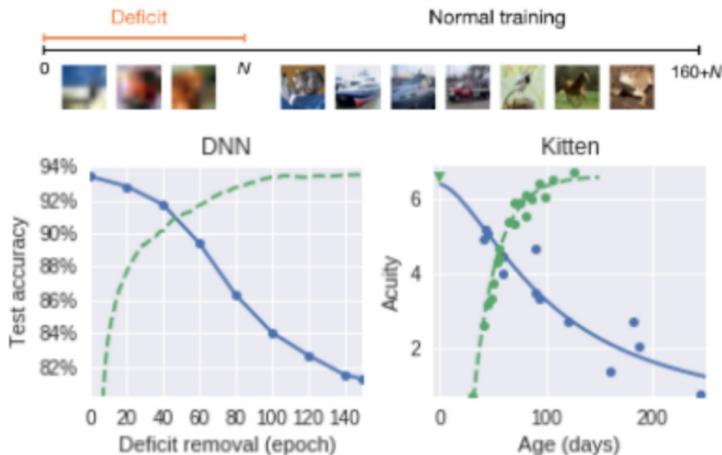 Deficit
Normal training
0
N
160+N
DNN
94%
92%
90%
88%
86%
84%
82%
Test accuracy
0 20 40 60 80 100 120 140
Deficit removal (epoch)
Kitten
6
4
2
Acuity
0 100 200
Age (days)